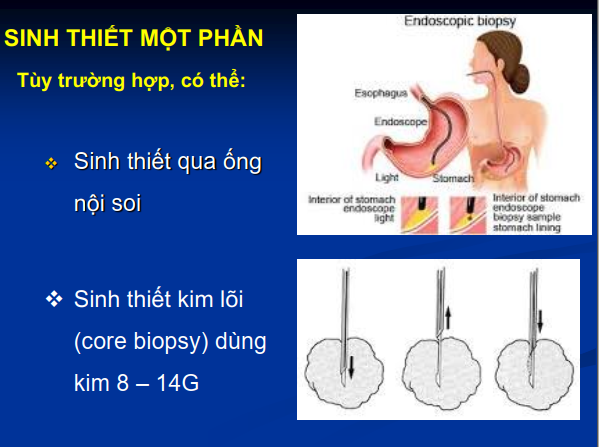 SINH THIẾT MỘT PHẦN
Tùy trường hợp, có thể:
Sinh thiết qua ống
nội soi
Sinh thiết kim lõi
(core biopsy) dùng
kim 8 – 14G
Endoscopic biopsy
Esophagus
Endoscope
Light
Stomach
Interior of stomach
endoscope
light
Interior of stomach
endoscope
biopsy sample
stomach lining